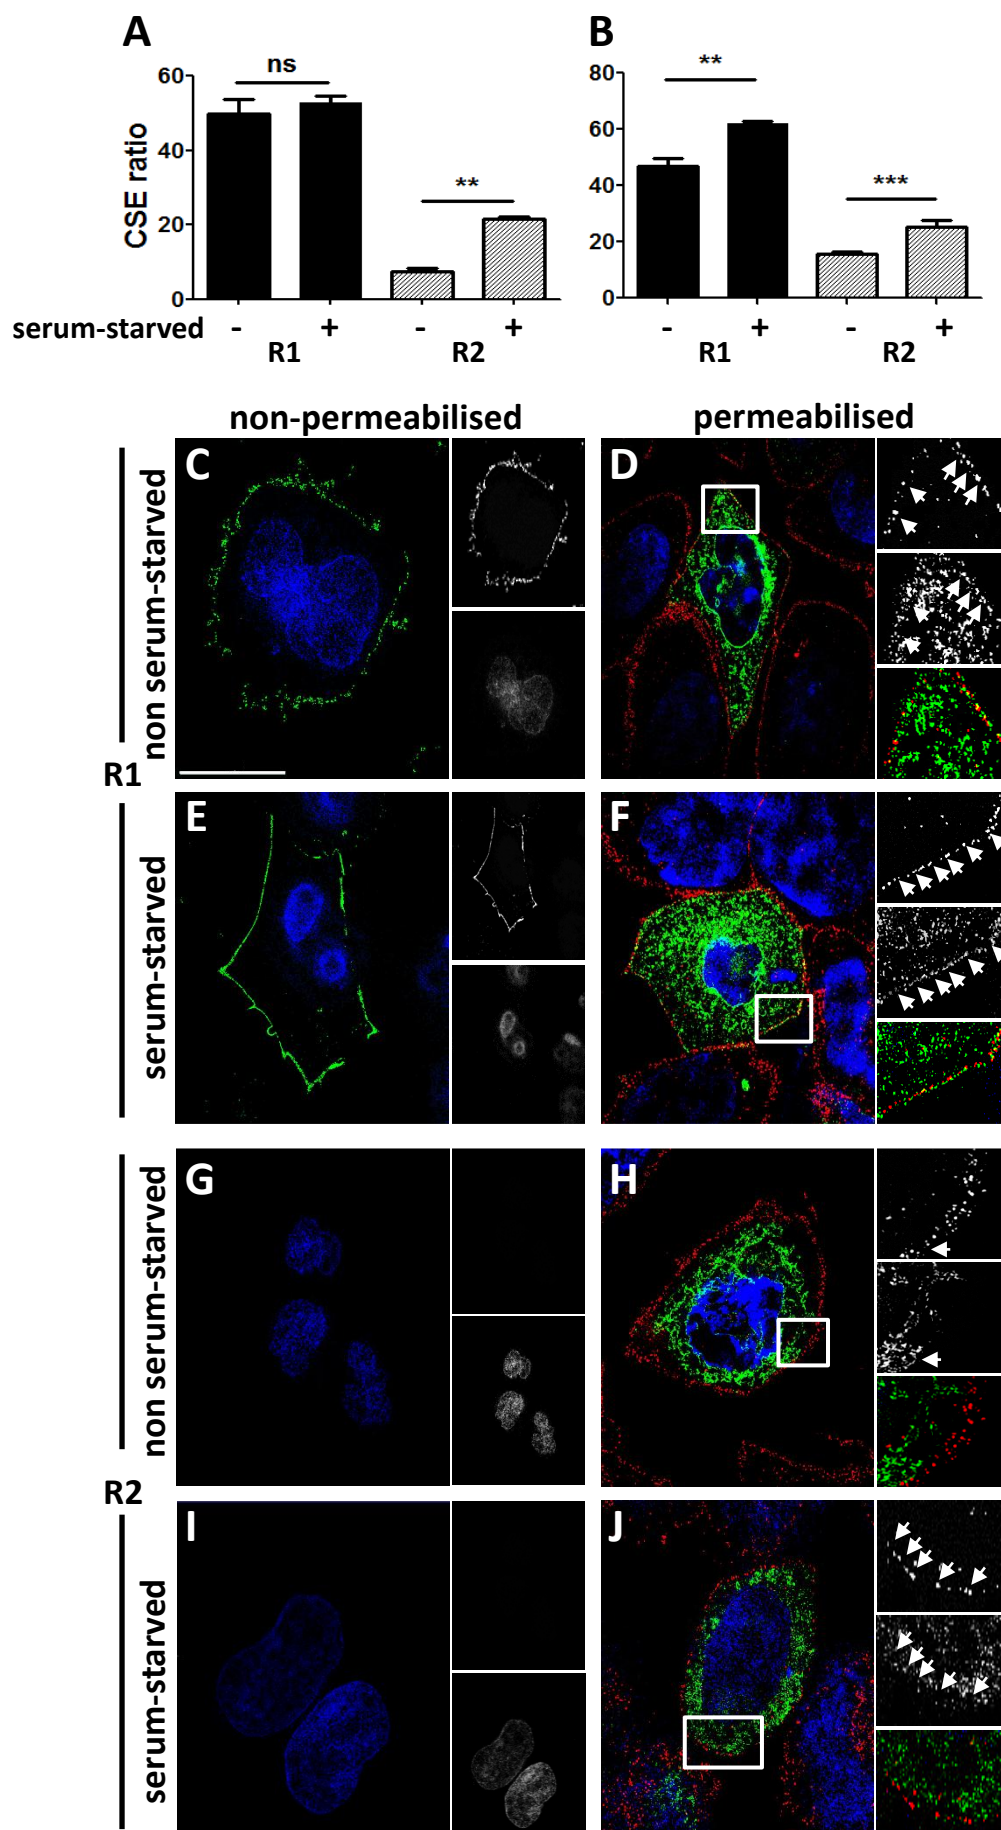 A
B
ns
**
60
40
20
0
CSE ratio
**
***
80
60
40
20
0
serum-starved - + - +
R1 R2
- + - +
R1 R2
non-permeabilised
permeabilised
non serum-starved
C
D
R1
serum-starved
E
F
non serum-starved
G
H
R2
serum-starved
I
J